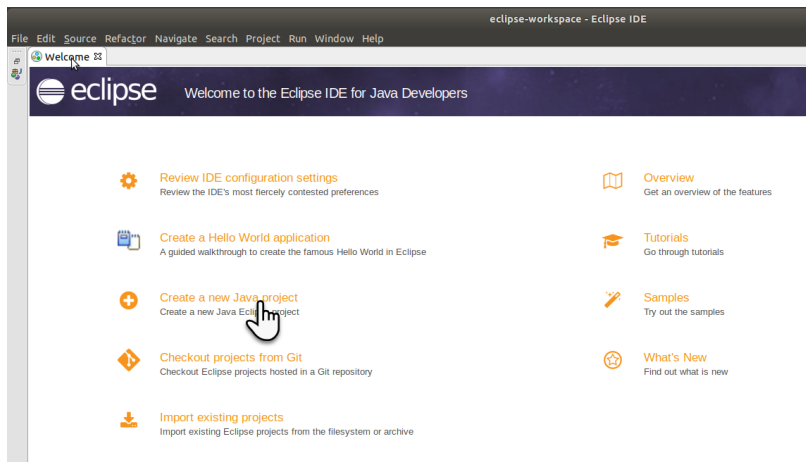 eclipse-workspace - Eclipse IDE
File Edit Source Refactor Navigate Search Project Run Window Help
Welcome
eclipse Welcome to the Eclipse IDE for Java Developers
Review IDE configuration settings
Review the IDE's most fiercely contested preferences
Overview
Get an overview of the features
Create a Hello World application
A guided walkthrough to create the famous Hello World in Eclipse
Tutorials
Go through tutorials
Create a new Java project
Create a new Java Eclipse project
Samples
Try out the samples
Checkout projects from Git
Checkout Eclipse projects hosted in a Git repository
What's New
Find out what is new
Import existing projects
Import existing Eclipse projects from the filesystem or archive